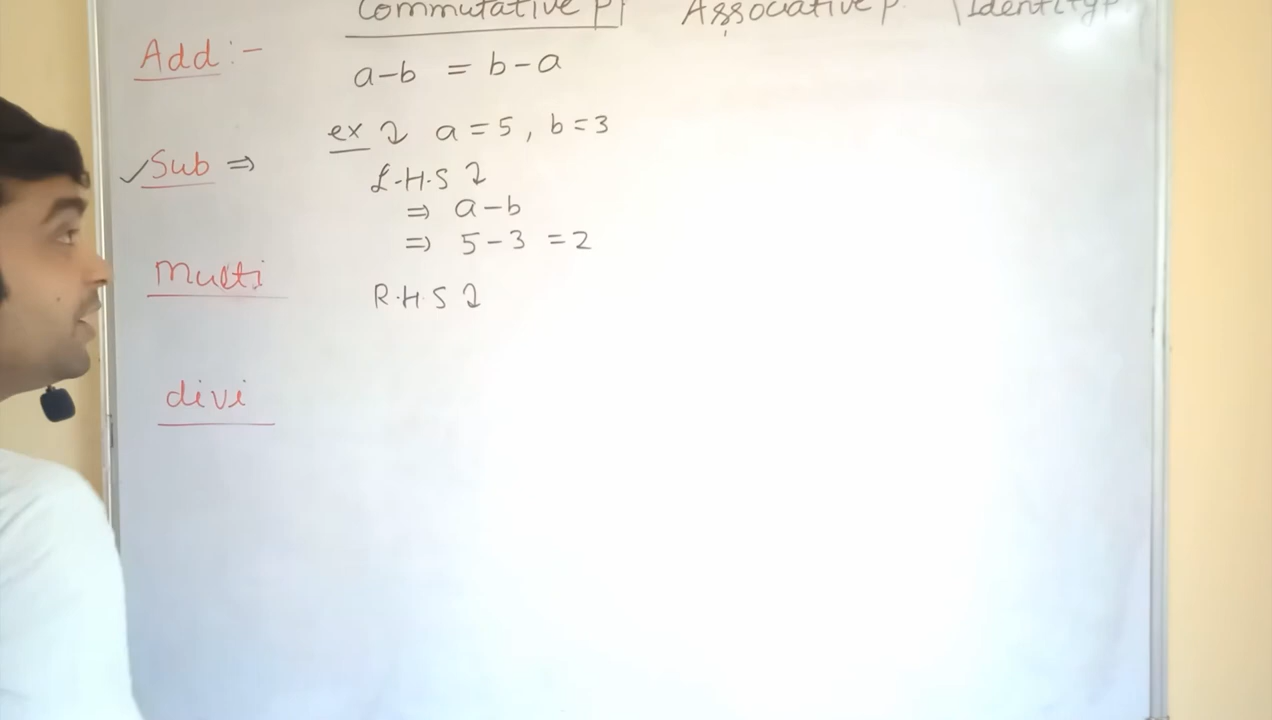 Commutative P Associative P. Identity P
Add :-
a-b = b-a
ex a = 5, b = 3
✓Sub ⇒
L.H.S
⇒ a-b
⇒ 5-3 = 2
Multi
R.H.S
divi